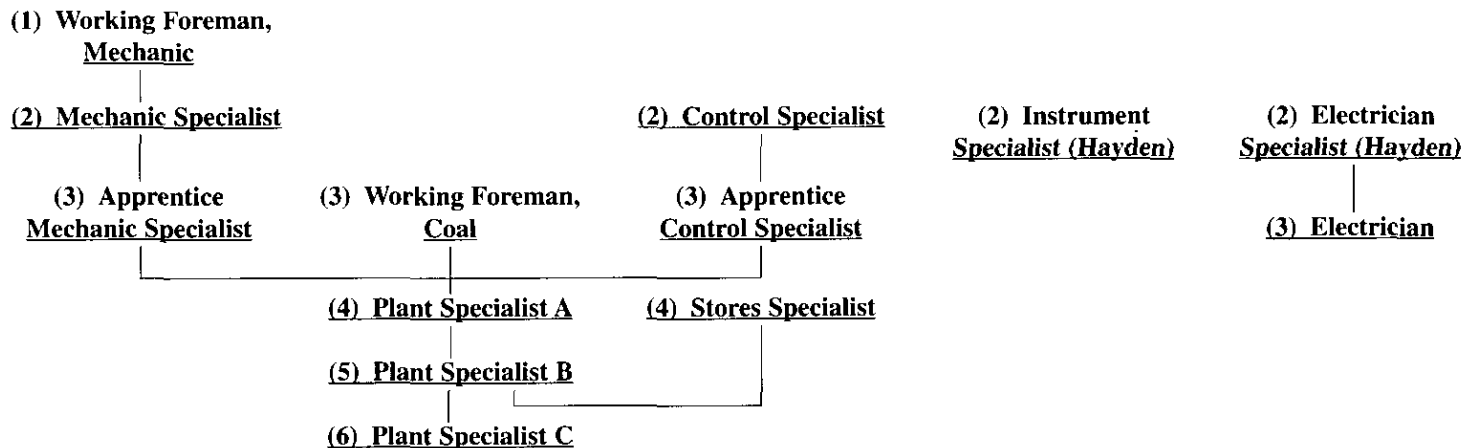 (1) Working Foreman,
Mechanic
(2) Mechanic Specialist
(2) Control Specialist
(2) Instrument
Specialist (Hayden)
(2) Electrician
Specialist (Hayden)
(3) Apprentice
Mechanic Specialist
(3) Working Foreman,
Coal
(3) Apprentice
Control Specialist
(3) Electrician
(4) Plant Specialist A
(4) Stores Specialist
(5) Plant Specialist B
(6) Plant Specialist C